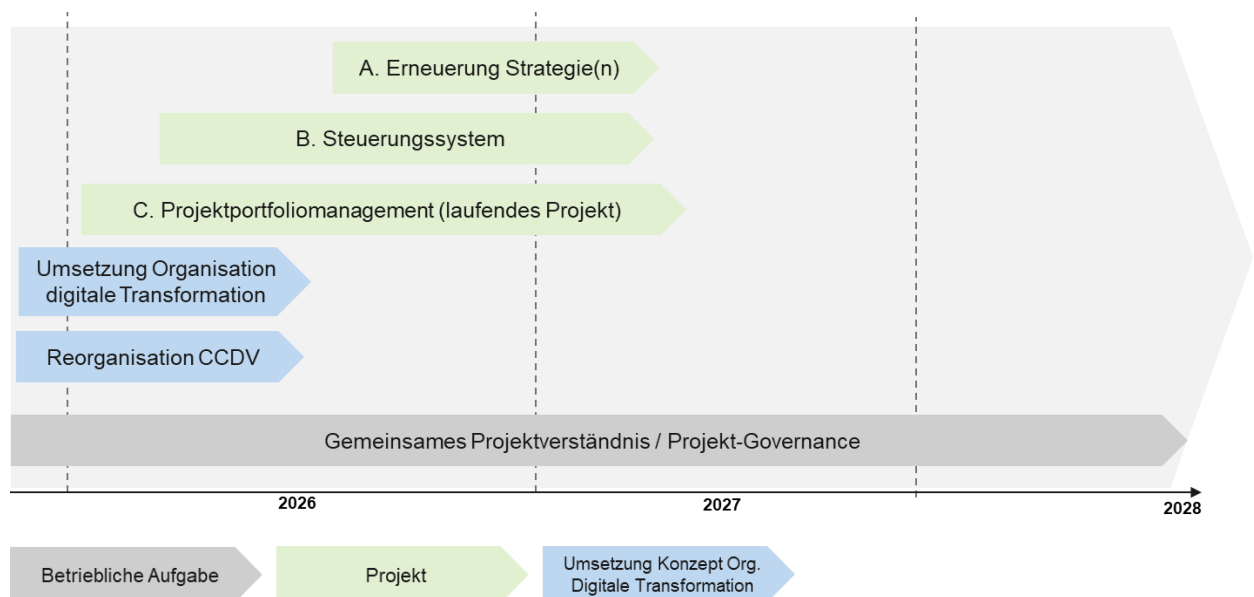 A. Erneuerung Strategie(n)
B. Steuerungssystem
C. Projektportfoliomanagement (laufendes Projekt)
Umsetzung Organisation
digitale Transformation
Reorganisation CCDV
Gemeinsames Projektverständnis / Projekt-Governance
2026
2027
2028
Betriebliche Aufgabe
Projekt
Umsetzung Konzept Org.
Digitale Transformation